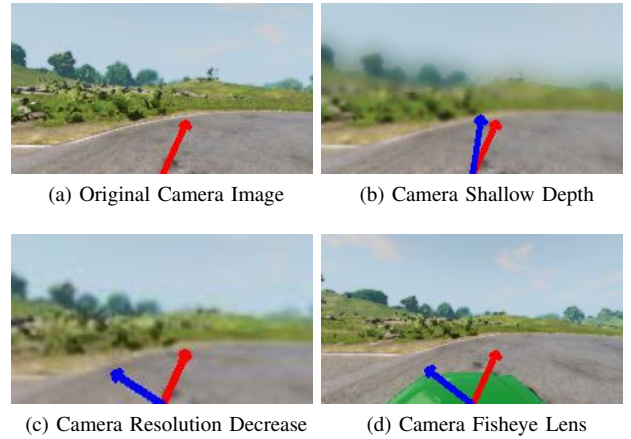 (a) Original Camera Image
(b) Camera Shallow Depth
(c) Camera Resolution Decrease
(d) Camera Fisheye Lens